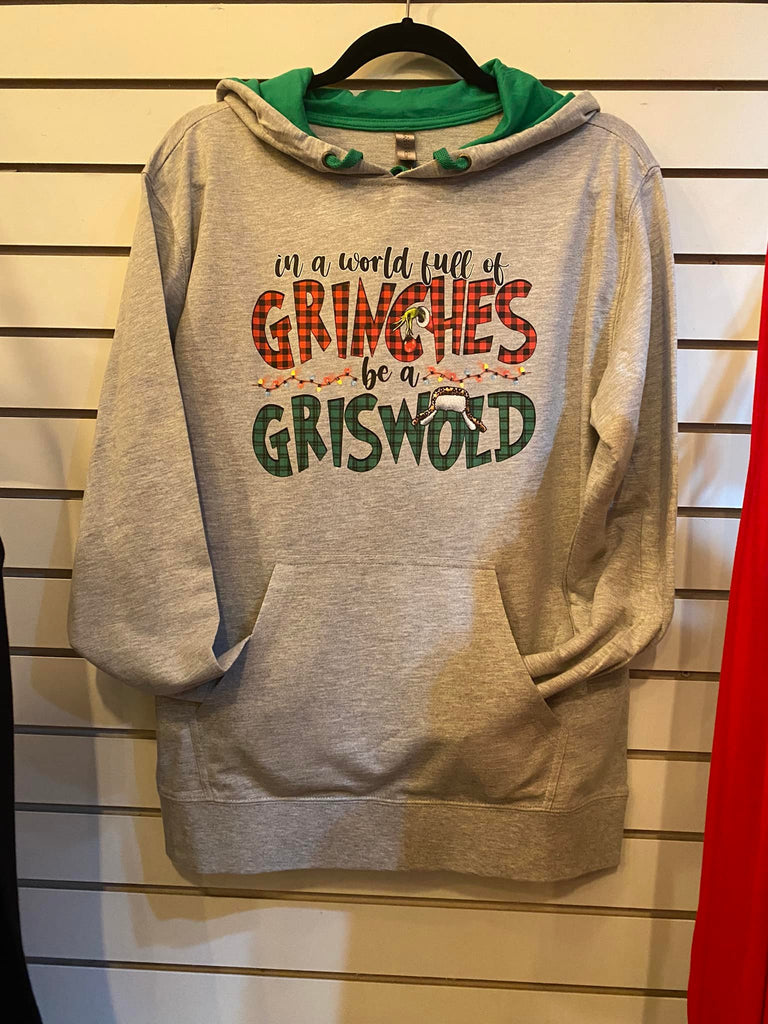 in a world full of
GRINCHES
be a
GRISWOLD